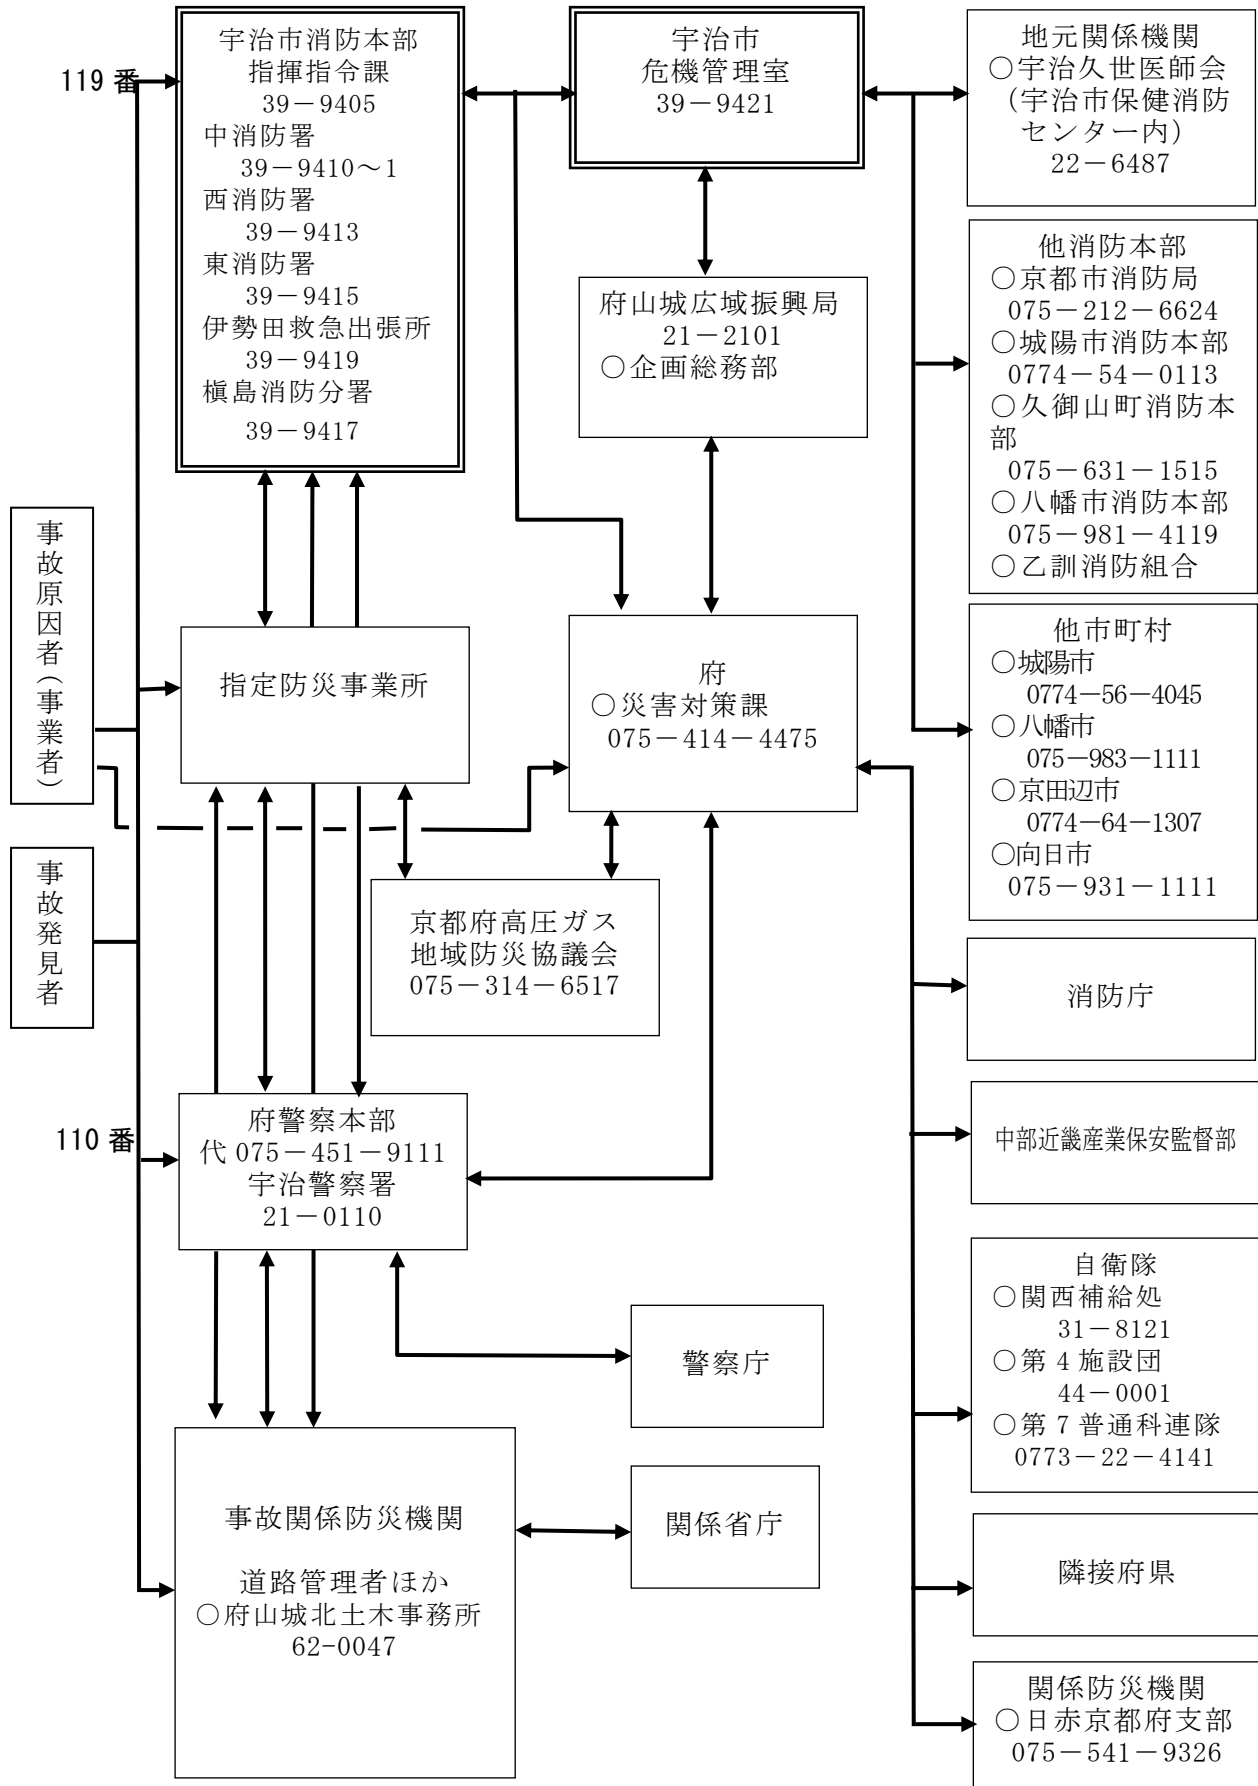 119 番
宇治市消防本部
指揮指令課
39－9405
中消防署
39－9410～1
西消防署
39－9413
東消防署
39－9415
伊勢田救急出張所
39－9419
槇島消防分署
39－9417
宇治市
危機管理室
39－9421
地元関係機関
○宇治久世医師会
（宇治市保健消防
センター内）
22－6487
府山城広域振興局
21－2101
○企画総務部
他消防本部
○京都市消防局
075－212－6624
○城陽市消防本部
0774－54－0113
○久御山町消防本
部
075－631－1515
○八幡市消防本部
075－981－4119
○乙訓消防組合
事故原因者（事業者）
指定防災事業所
府
○災害対策課
075－414－4475
他市町村
○城陽市
0774－56－4045
○八幡市
075－983－1111
○京田辺市
0774－64－1307
○向日市
075－931－1111
事故発見者
京都府高圧ガス
地域防災協議会
075－314－6517
消防庁
110 番
府警察本部
代 075－451－9111
宇治警察署
21－0110
中部近畿産業保安監督部
自衛隊
○関西補給処
31－8121
○第 4 施設団
44－0001
○第 7 普通科連隊
0773－22－4141
警察庁
事故関係防災機関
道路管理者ほか
○府山城北土木事務所
62-0047
関係省庁
隣接府県
関係防災機関
○日赤京都府支部
075－541－9326